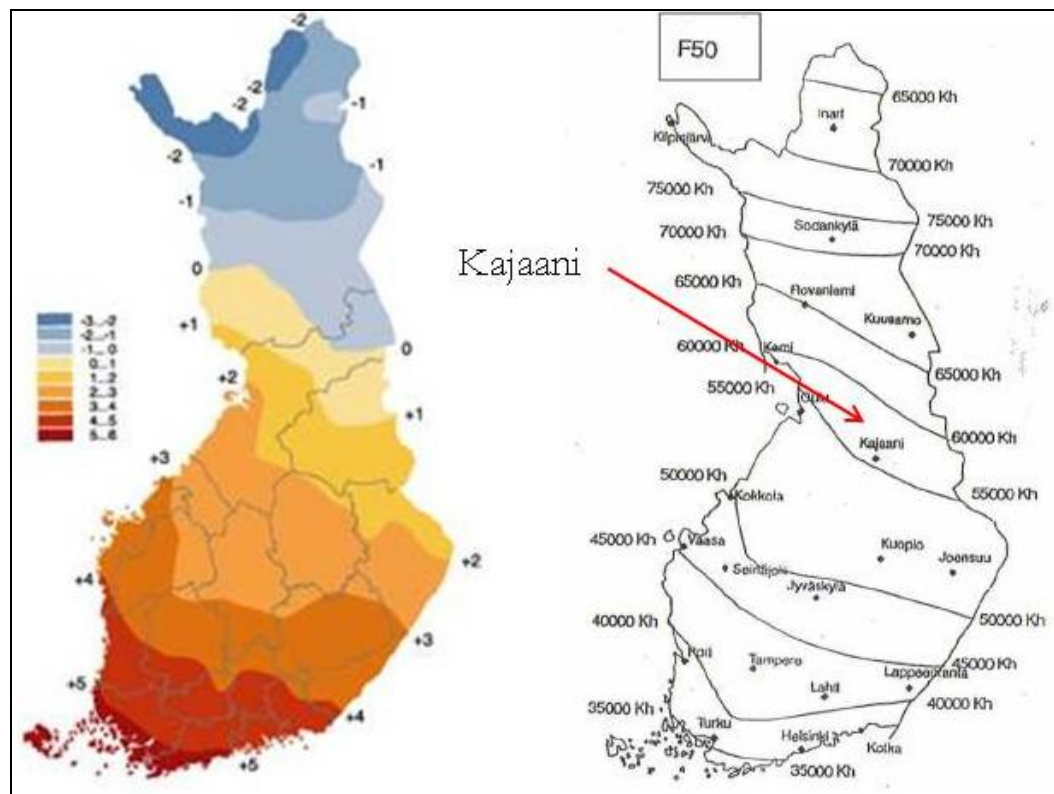 -2
-2
-2
-2
-2
-1
-2
-1
-1
0
+1
0
+2
+1
+3
+2
+4
+3
+5
+4
+5
-3...-2
-2...-1
-1... 0
0...1
1...2
2...3
3...4
4...5
5...6
Kajaani
F50
65000 Kh
Inari
Kilpisjärvi
70000 Kh
75000 Kh
75000 Kh
Sodankylä
70000 Kh
70000 Kh
65000 Kh
Rovaniemi
Kuusamo
60000 Kh
Kemi
65000 Kh
55000 Kh
Oulu
60000 Kh
Kajaani
50000 Kh
Kokkola
55000 Kh
45000 Kh
Vaasa
Kuopio
Joensuu
Seinäjoki
Jyväskylä
40000 Kh
50000 Kh
Pori
Tampere
45000 Kh
Lappeenranta
Lahti
40000 Kh
35000 Kh
Turku
Helsinki
Kotka
35000 Kh